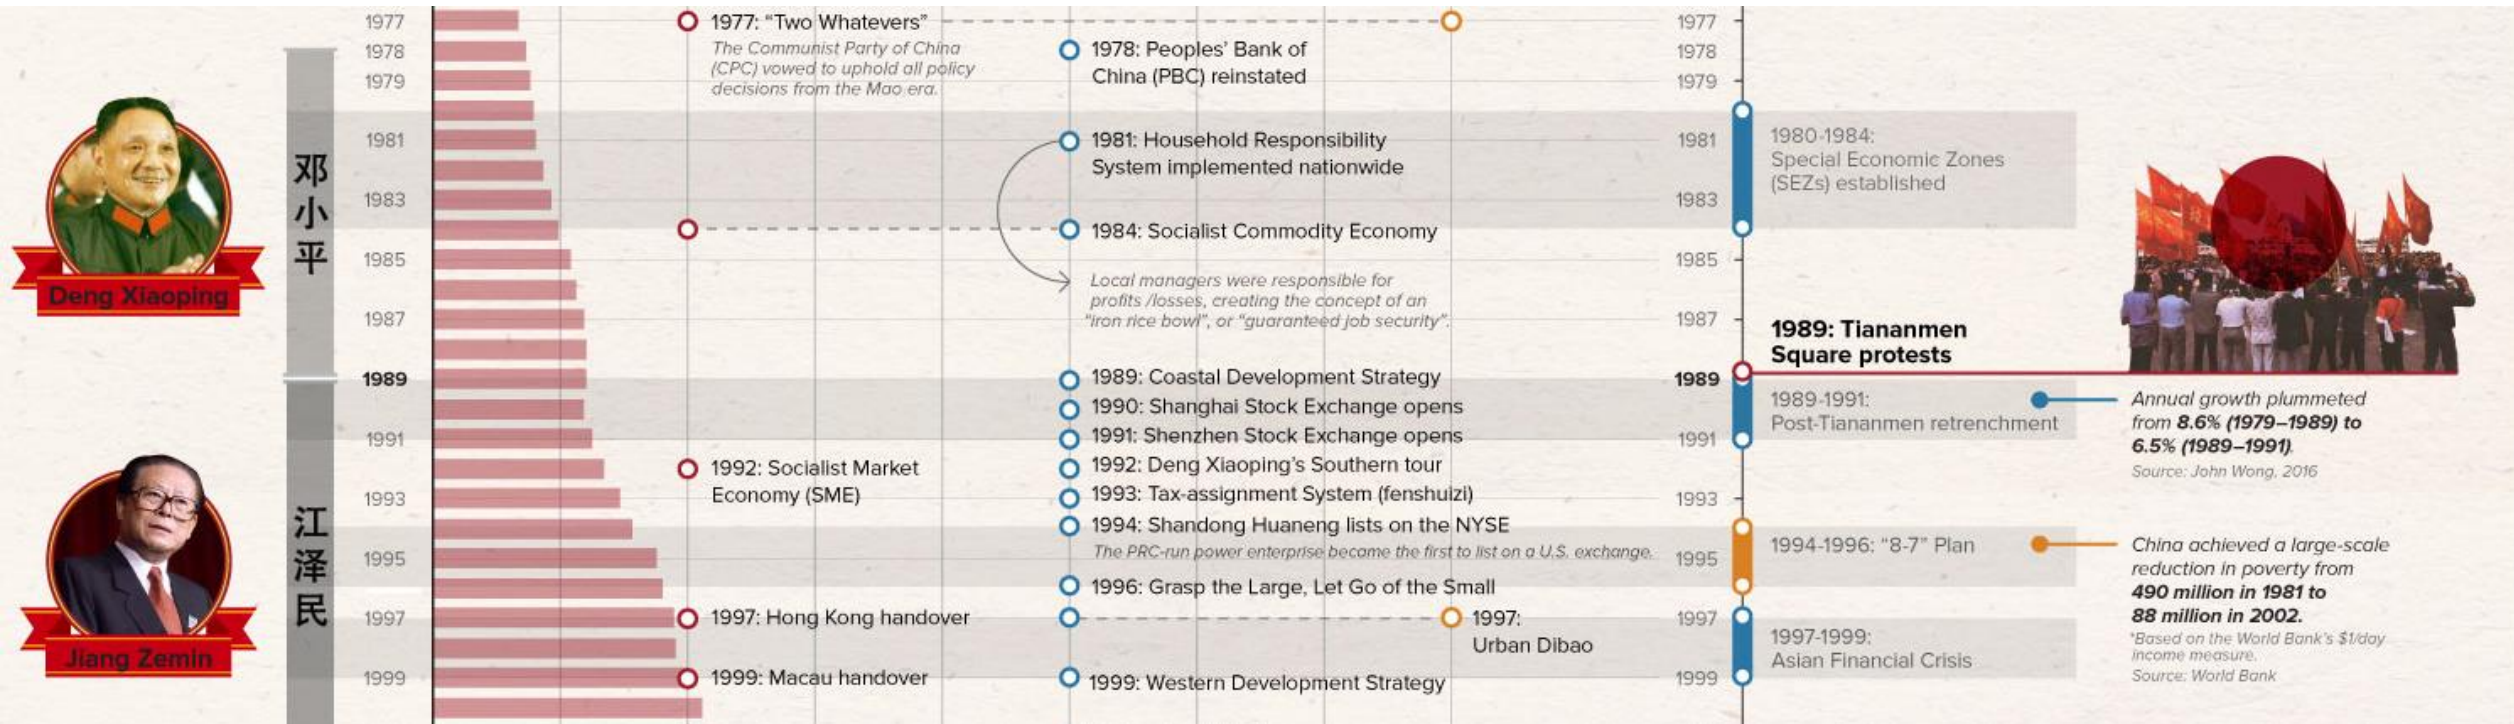 1977
1978
1979
1981
1983
1985
1987
1989
1991
1993
1995
1997
1999
邓小平
Deng Xiaoping
江泽民
Jiang Zemin
1977: “Two Whatevers”
The Communist Party of China
(CPC) vowed to uphold all policy
decisions from the Mao era.
1992: Socialist Market
Economy (SME)
1997: Hong Kong handover
1999: Macau handover
1978: Peoples’ Bank of
China (PBC) reinstated
1981: Household Responsibility
System implemented nationwide
1984: Socialist Commodity Economy
Local managers were responsible for
profits /losses, creating the concept of an
“iron rice bowl”, or “guaranteed job security”.
1989: Coastal Development Strategy
1990: Shanghai Stock Exchange opens
1991: Shenzhen Stock Exchange opens
1992: Deng Xiaoping’s Southern tour
1993: Tax-assignment System (fenshuizi)
1994: Shandong Huaneng lists on the NYSE
The PRC-run power enterprise became the first to list on a U.S. exchange.
1996: Grasp the Large, Let Go of the Small
1999: Western Development Strategy
1997:
Urban Dibao
1977
1978
1979
1981
1983
1985
1987
1989
1991
1993
1995
1997
1999
1980-1984:
Special Economic Zones
(SEZs) established
1989: Tiananmen
Square protests
1989-1991:
Post-Tiananmen retrenchment
1994-1996: “8-7” Plan
1997-1999:
Asian Financial Crisis
Annual growth plummeted
from 8.6% (1979–1989) to
6.5% (1989–1991).
Source: John Wong, 2016
China achieved a large-scale
reduction in poverty from
490 million in 1981 to
88 million in 2002.
*Based on the World Bank’s $1/day
income measure.
Source: World Bank